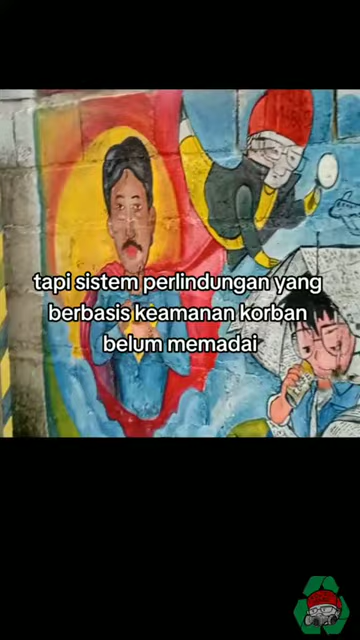 tapi sistem perlindungan yang
berbasis keamanan korban
belum memadai